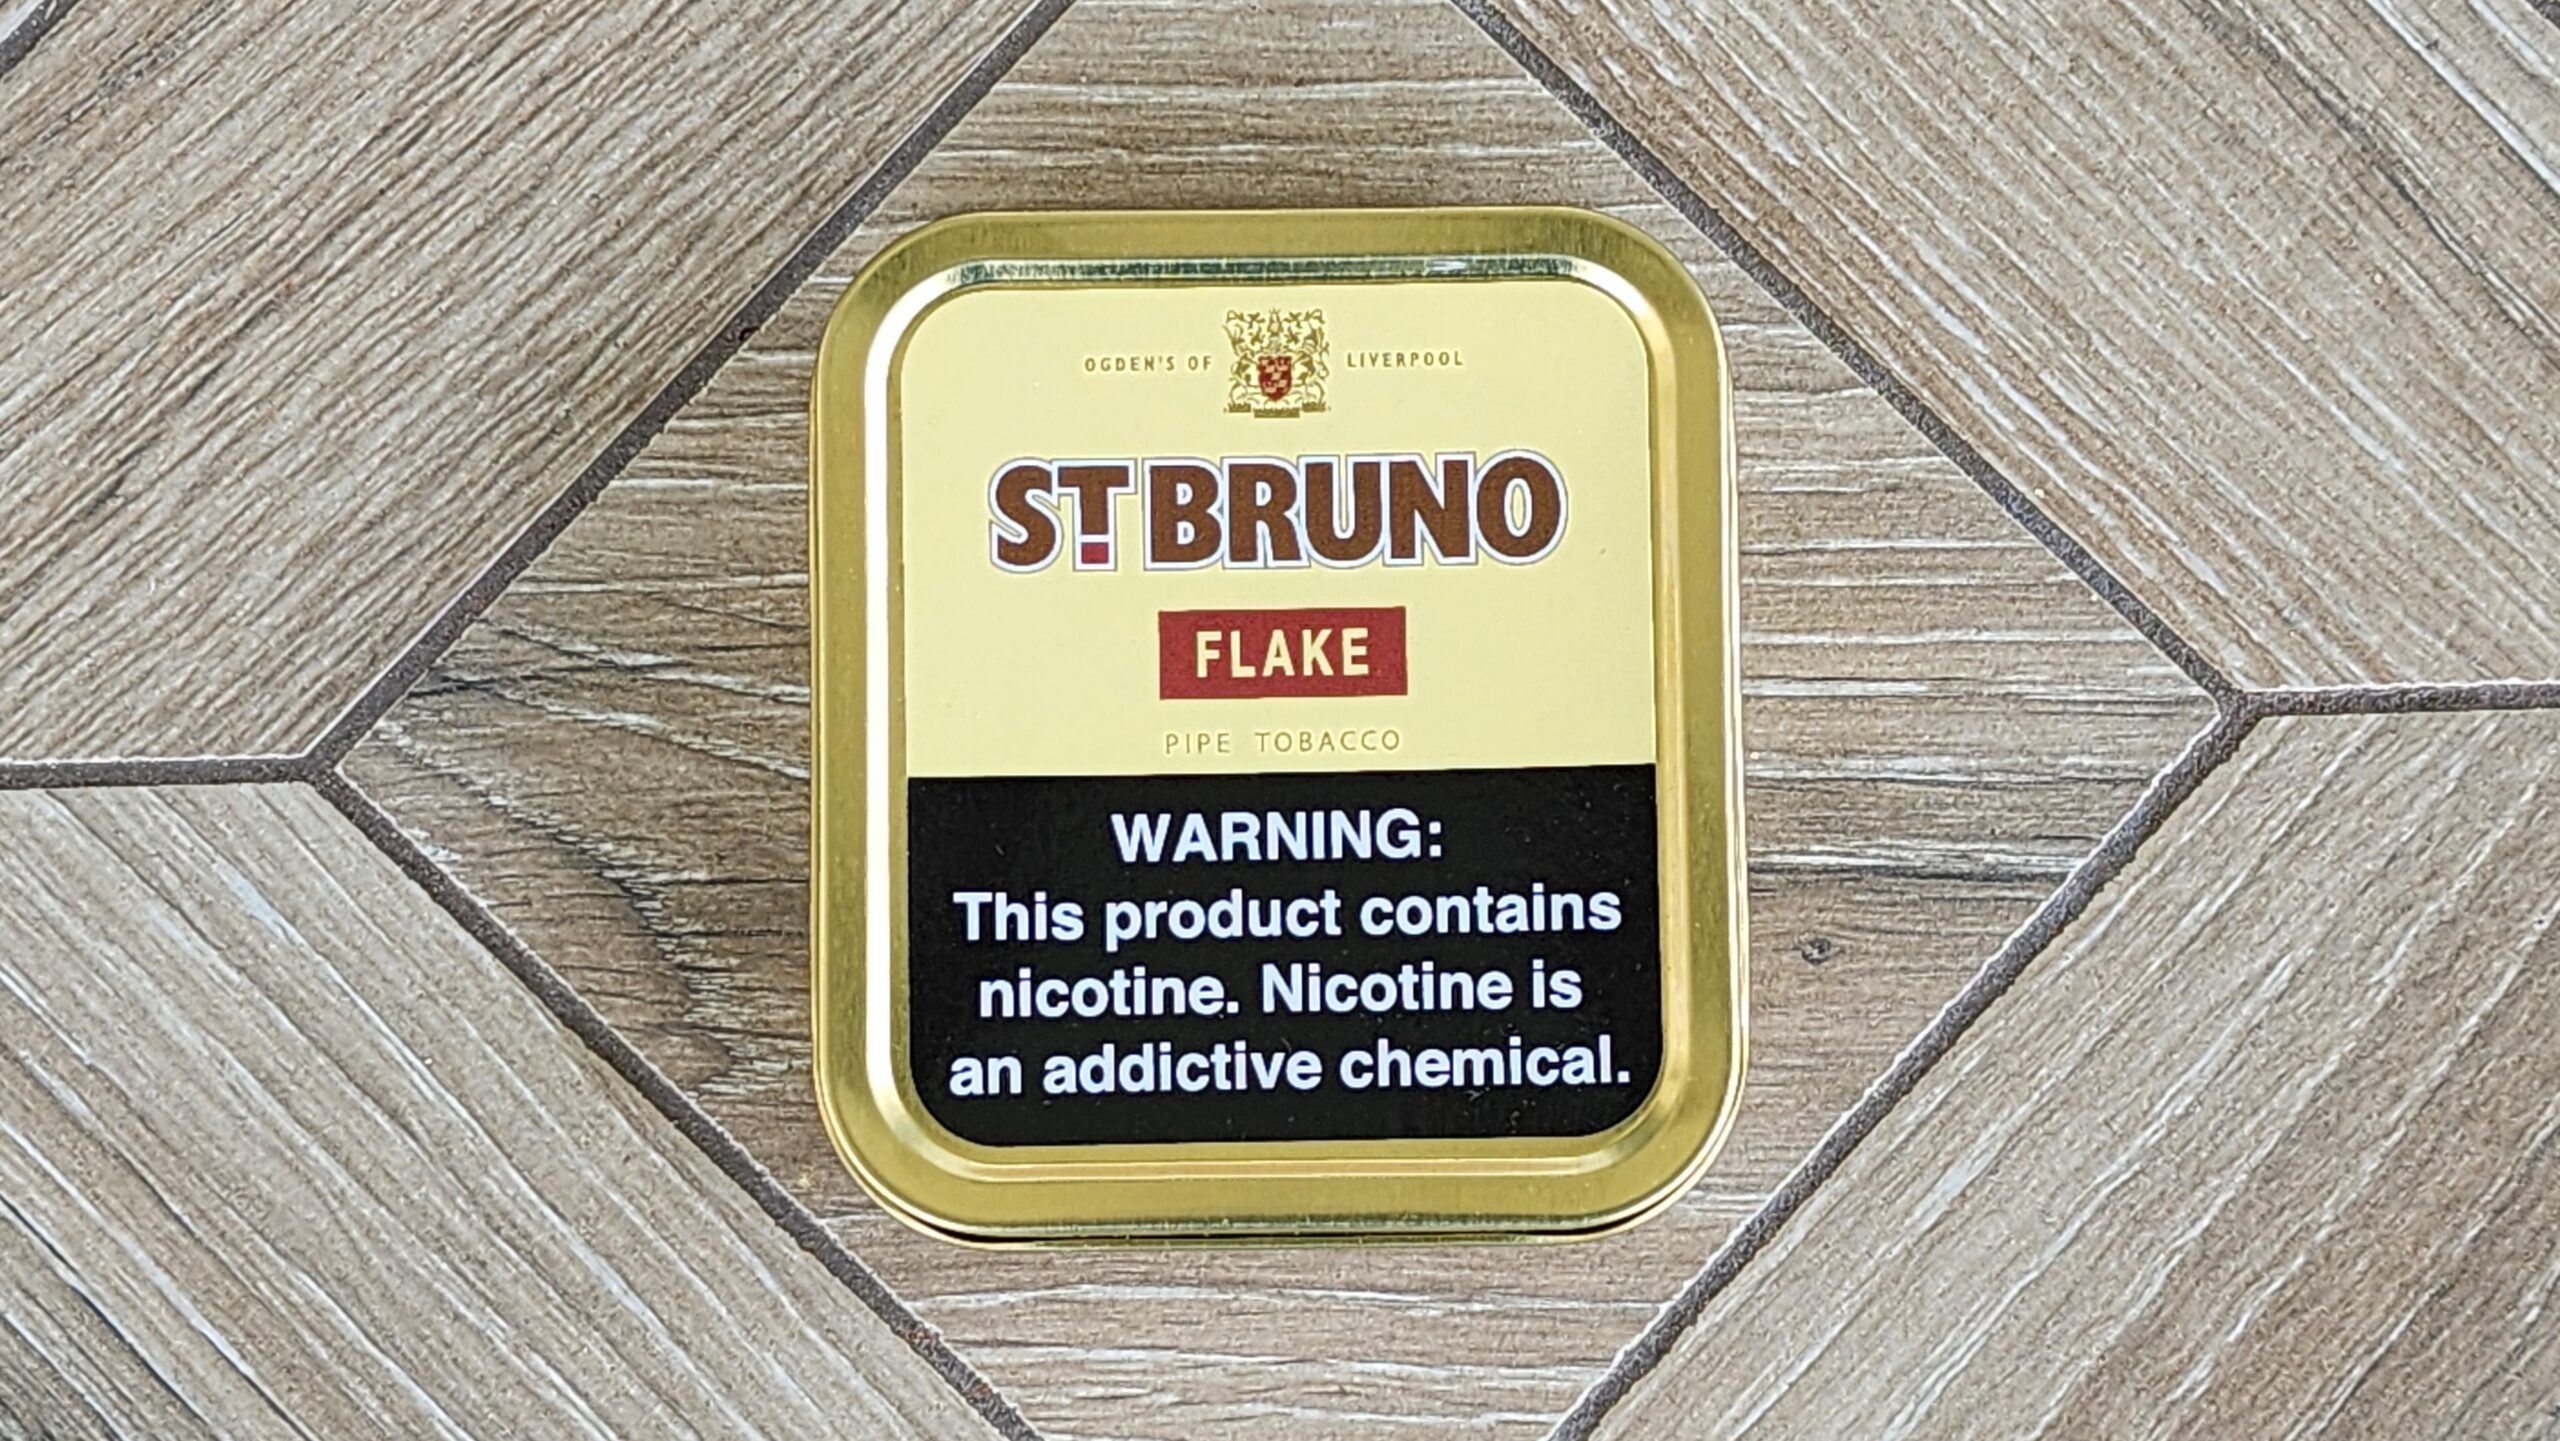 OGDEN'S OF LIVERPOOL
ST BRUNO
FLAKE
PIPE TOBACCO
WARNING:
This product contains
nicotine. Nicotine is
an addictive chemical.